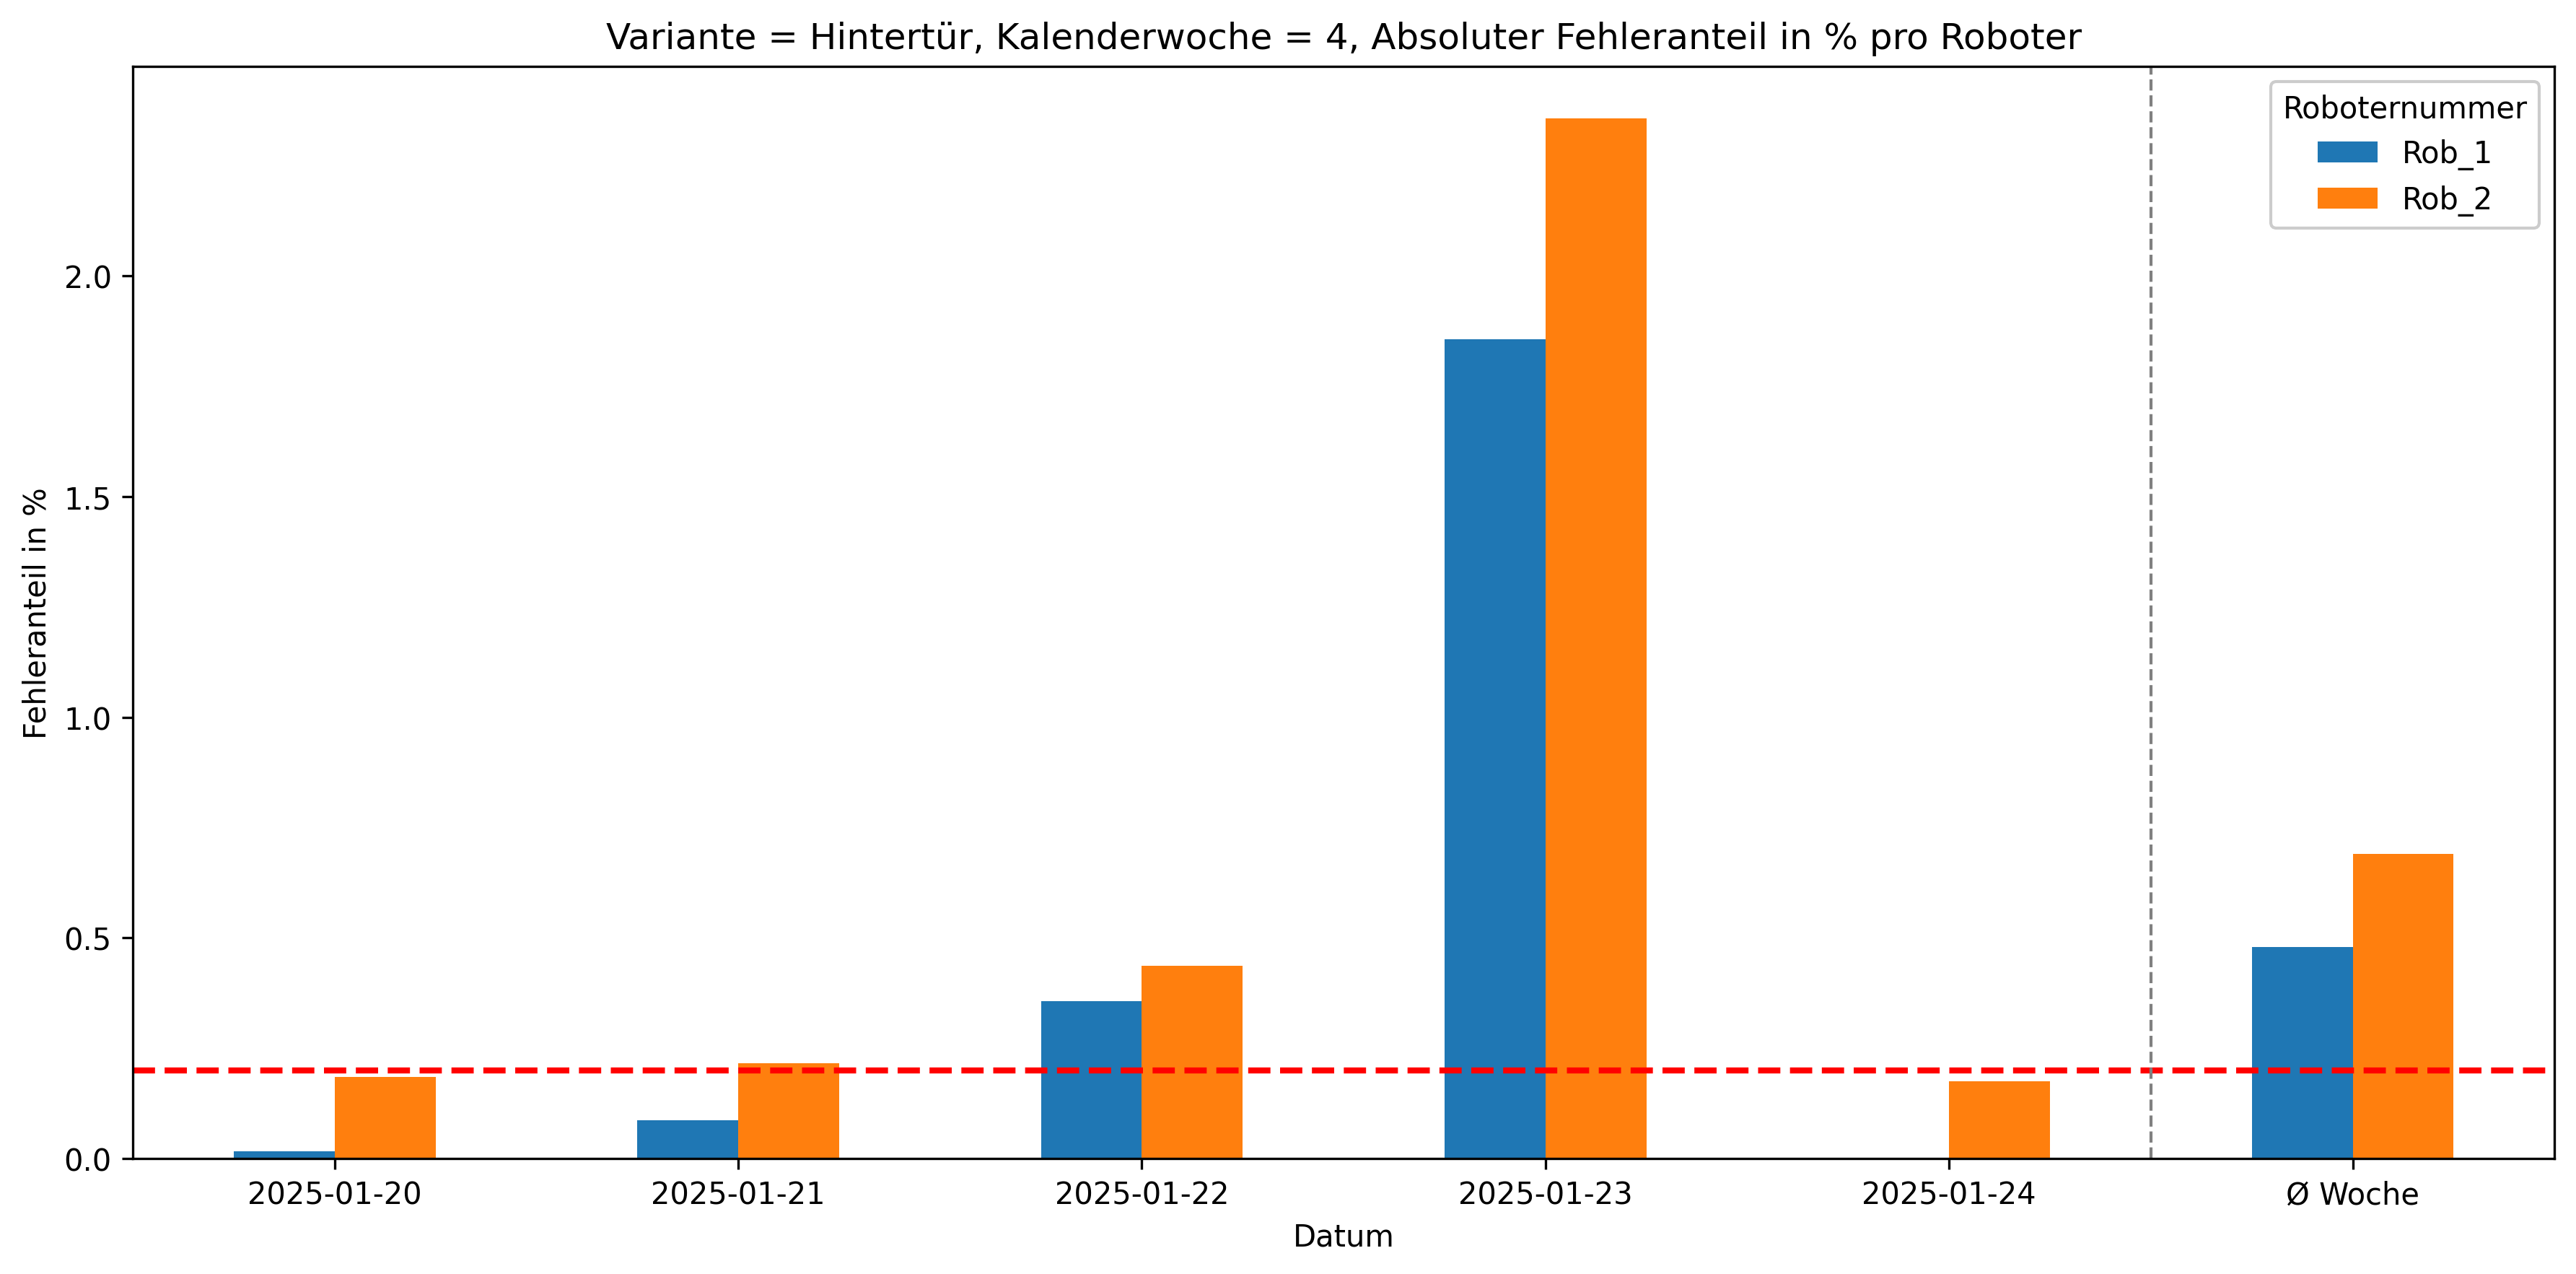 Variante = Hintertür, Kalenderwoche = 4, Absoluter Fehleranteil in % pro Roboter
Roboternummer
Rob_1
Rob_2
Fehleranteil in %
2.0
1.5
1.0
0.5
0.0
2025-01-20
2025-01-21
2025-01-22
2025-01-23
2025-01-24
Ø Woche
Datum